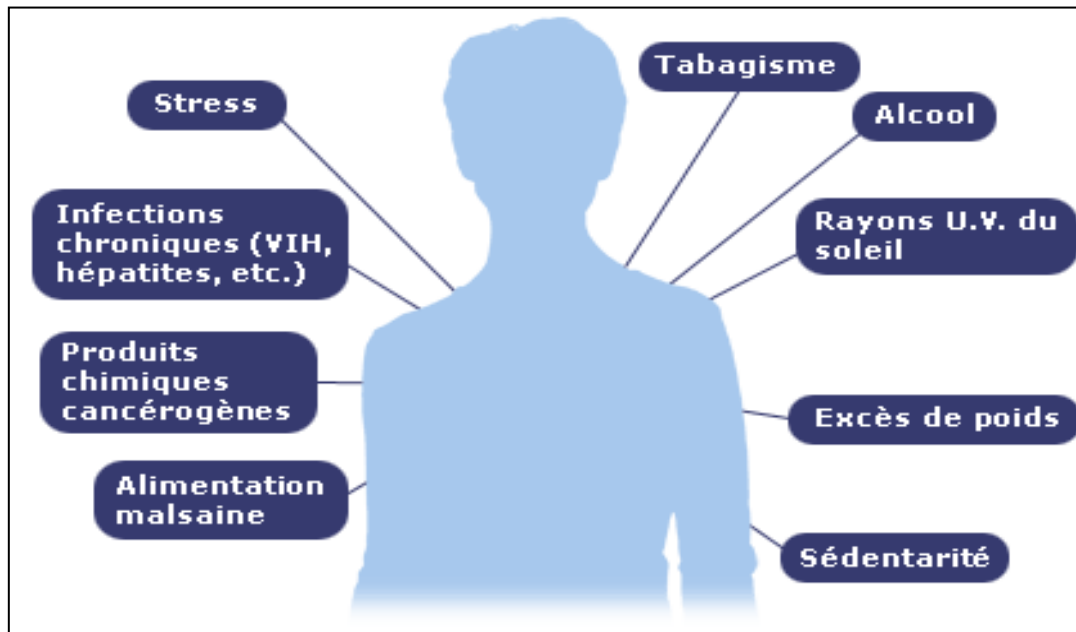 Stress
Infections
chroniques (VIH,
hépatites, etc.)
Produits
chimiques
cancérogènes
Alimentation
malsaine
Tabagisme
Alcool
Rayons U.V. du
soleil
Excès de poids
Sédentarité